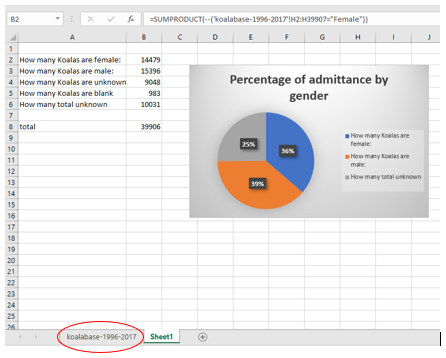 B2 fx =SUMPRODUCT(--('koalabase-1996-2017'!H2:H39907="Female"))
A B C D E F G H I J
1
2 How many Koalas are female: 14479
3 How many Koalas are male: 15396
4 How many Koalas are unknown 9048
5 How many Koalas are blank 983
6 How many total unknown 10031
7
8 total 39906
9
10
11
12
13
14
15
16
17
18
19
20
21
22
23
24
25
26
Percentage of admittance by
gender
25%
36%
39%
How many Koalas are
female:
How many Koalas are
male:
How many total unknown
koalabase-1996-2017 Sheet1